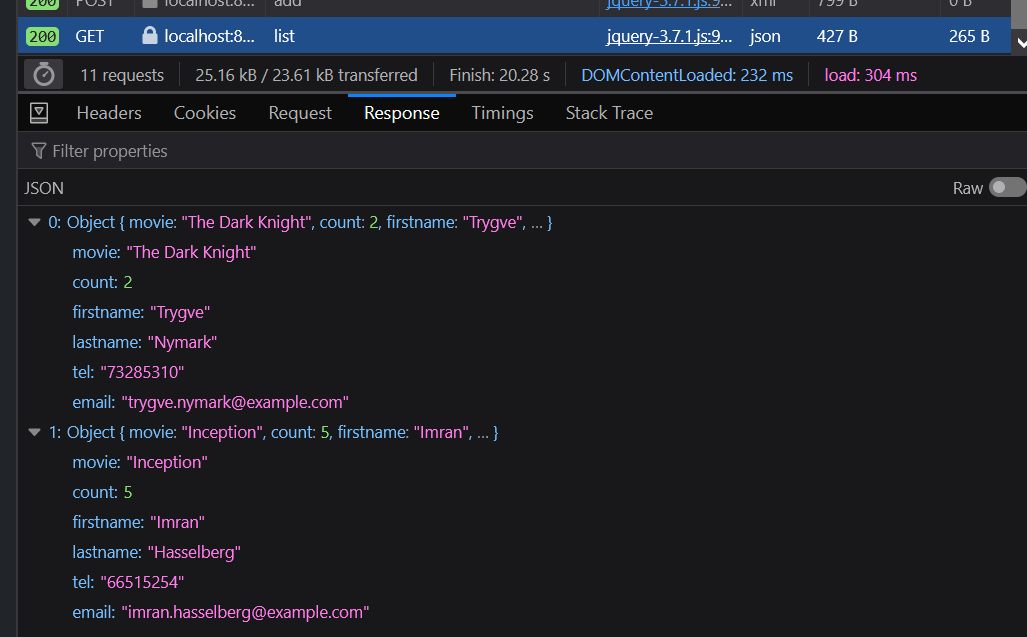 200 POST localhost:8... add jquery-3.7.1.js:9... xml 799 B 0 B
200 GET localhost:8... list jquery-3.7.1.js:9... json 427 B 265 B
11 requests 25.16 kB / 23.61 kB transferred Finish: 20.28 s DOMContentLoaded: 232 ms load: 304 ms
Headers Cookies Request Response Timings Stack Trace
Filter properties
JSON Raw
0: Object { movie: "The Dark Knight", count: 2, firstname: "Trygve", … }
movie: "The Dark Knight"
count: 2
firstname: "Trygve"
lastname: "Nymark"
tel: "73285310"
email: "trygve.nymark@example.com"
1: Object { movie: "Inception", count: 5, firstname: "Imran", … }
movie: "Inception"
count: 5
firstname: "Imran"
lastname: "Hasselberg"
tel: "66515254"
email: "imran.hasselberg@example.com"